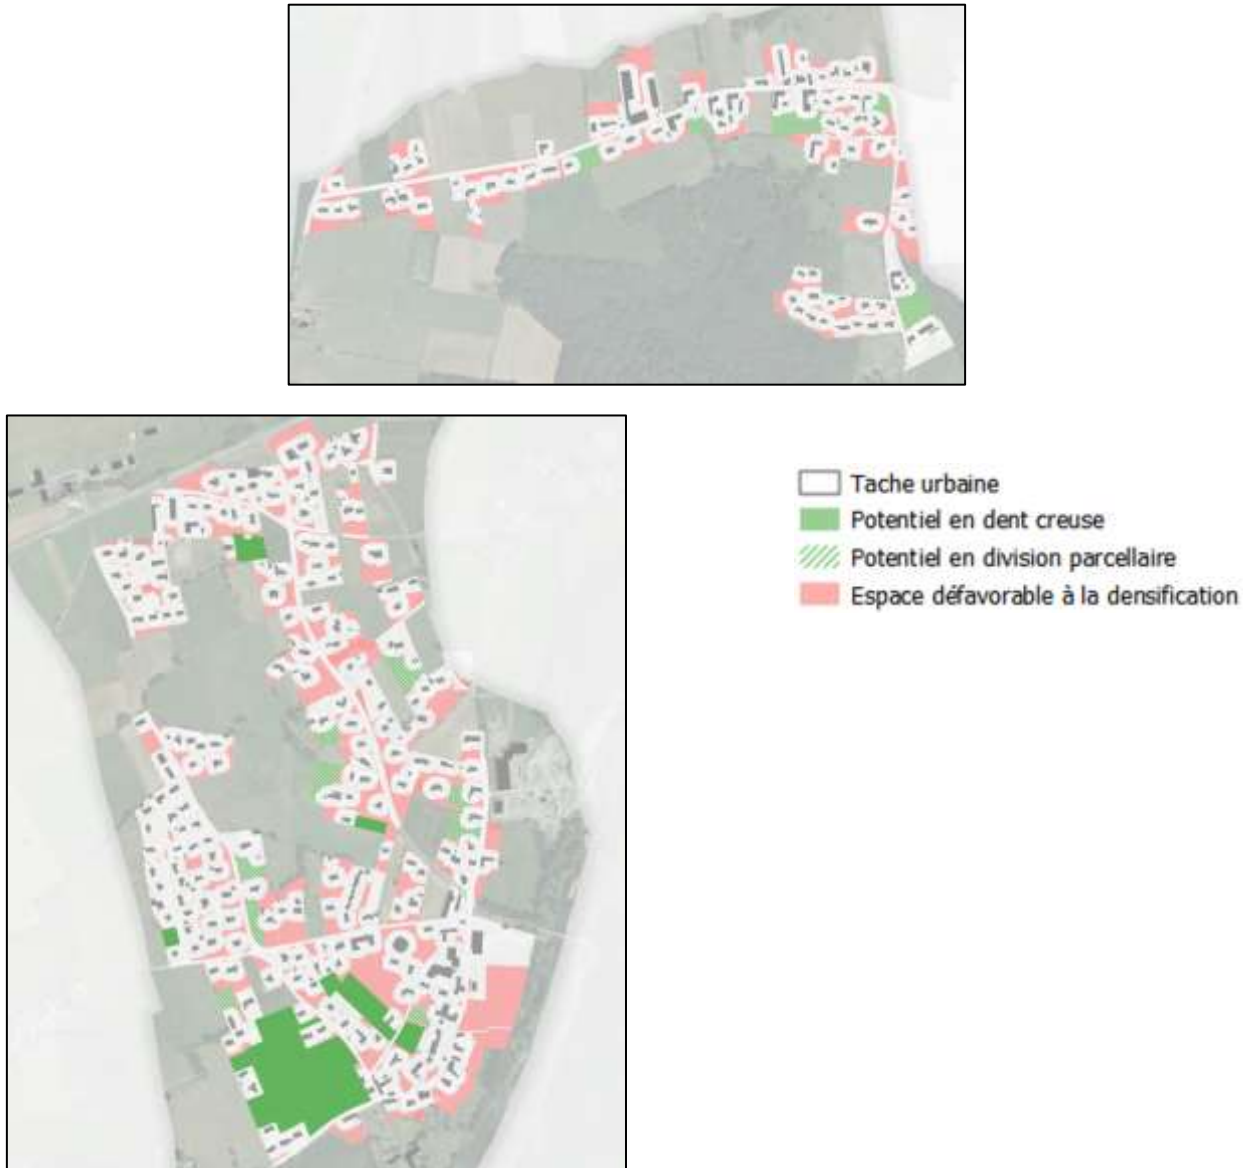 Tache urbaine
Potentiel en dent creuse
Potentiel en division parcellaire
Espace défavorable à la densification